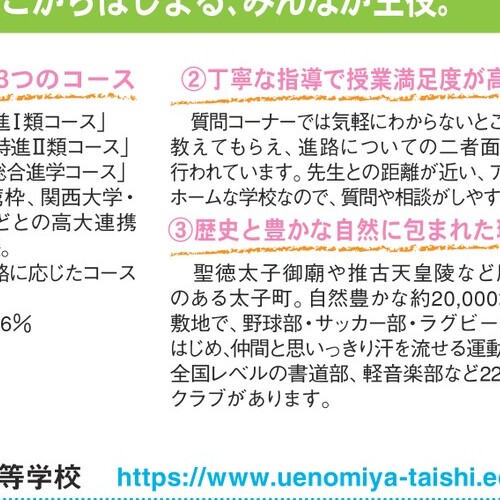 こからはじまる、みんなが主役。
3つのコース
進Ⅰ類コース」
特進Ⅱ類コース」
総合進学コース」
薦枠、関西大学・
どとの高大連携
。
路に応じたコース
6％
②丁寧な指導で授業満足度が高
質問コーナーでは気軽にわからないとこ
教えてもらえ、進路についての二者面
行われています。先生との距離が近い、ア
ホームな学校なので、質問や相談がしやす
③歴史と豊かな自然に包まれた環
聖徳太子御廟や推古天皇陵など
のある太子町。自然豊かな約20,000
敷地で、野球部・サッカー部・ラグビー
はじめ、仲間と思いっきり汗を流せる運動
全国レベルの書道部、軽音楽部など22
クラブがあります。
等学校 https://www.uenomiya-taishi.e